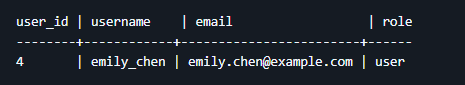 user_id | username   | email                   | role
--------+------------+-------------------------+------
4       | emily_chen | emily.chen@example.com | user